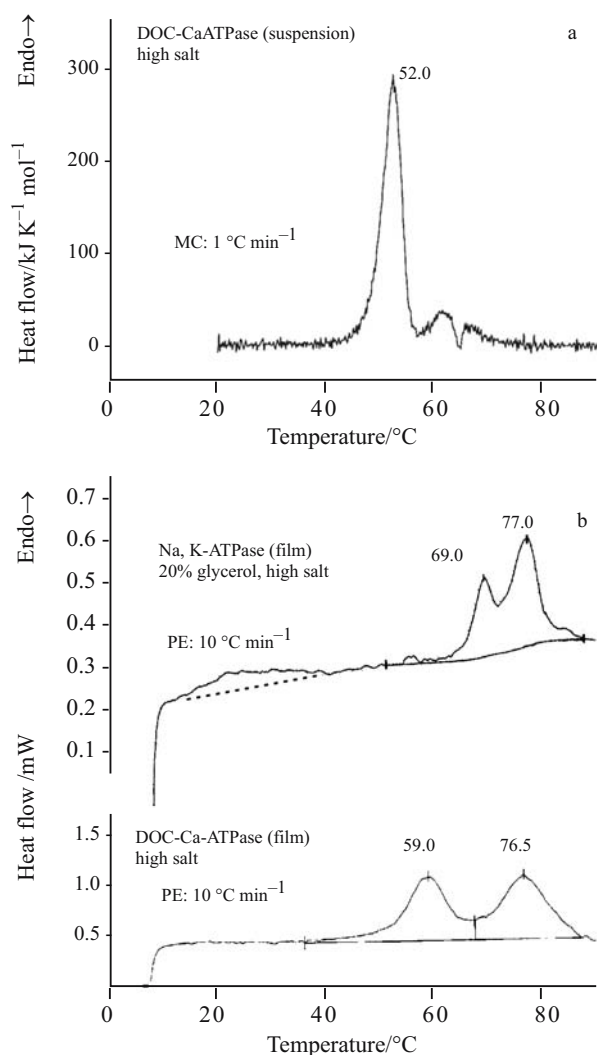 Endo→
DOC-CaATPase (suspension)
a
high salt
300
52.0
200
MC: 1 °C min⁻¹
100
0
Heat flow/kJ K⁻¹ mol⁻¹
0 20 40 60 80
Temperature/°C
Endo→
0.7
77.0
b
0.6
Na, K-ATPase (film)
69.0
20% glycerol, high salt
0.5
0.4
PE: 10 °C min⁻¹
0.3
0.2
0.1
Heat flow /mW
1.5
DOC-Ca-ATPase (film)
59.0
76.5
high salt
1.0
PE: 10 °C min⁻¹
0.5
0 20 40 60 80
Temperature/°C